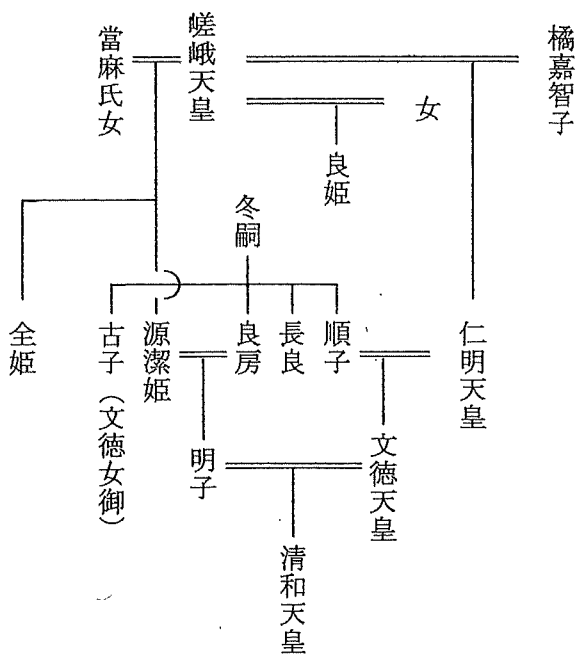 橘嘉智子
嵯峨天皇
當麻氏女
女
良姫
冬嗣
仁明天皇
順子
長良
良房
源潔姫
古子（文徳女御）
全姫
文徳天皇
明子
清和天皇